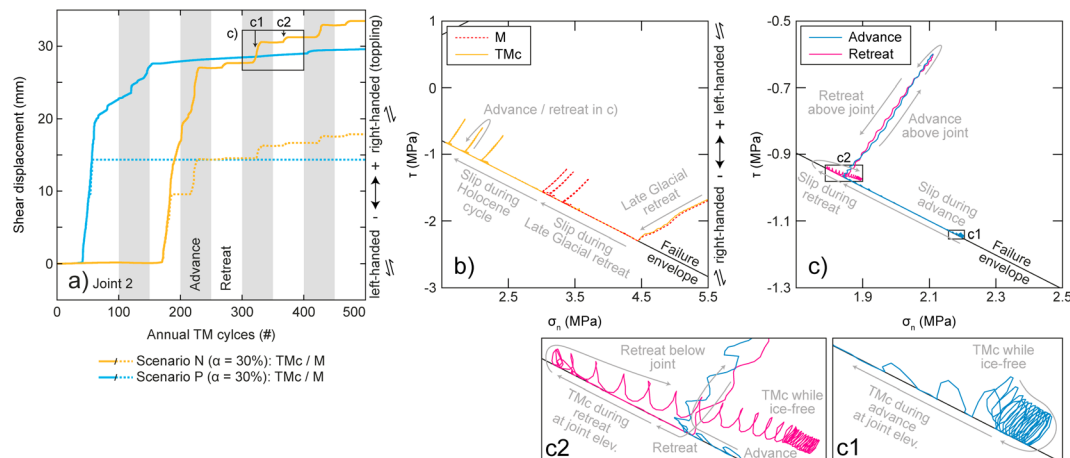 Shear displacement (mm)
30
20
10
0
c)
c1
c2
a)
Joint 2
Advance
Retreat
0
100
200
300
400
500
Annual TM cylces (#)
left-handed - + right-handed (toppling)
Scenario N (α = 30%): TMc / M
Scenario P (α = 30%): TMc / M
τ (MPa)
1
0
-1
-2
-3
M
TMc
Advance / retreat in c)
Slip during
Holocene
cycle
Slip during
Late Glacial retreat
Late Glacial
retreat
Failure
envelope
b)
2.5
3.5
4.5
5.5
σn (MPa)
right-handed - + left-handed
τ (MPa)
-0.5
-0.7
-0.9
-1.1
-1.3
Advance
Retreat
Retreat
above joint
Advance
above joint
c2
Slip during
retreat
Slip during
advance
c1
Failure
envelope
c)
1.9
2.1
2.3
2.5
σn (MPa)
Retreat below
joint
TMc while
ice-free
TMc during
retreat
at joint elev.
Retreat
Advance
c2
TMc while
ice-free
TMc during
advance
at joint elev.
c1